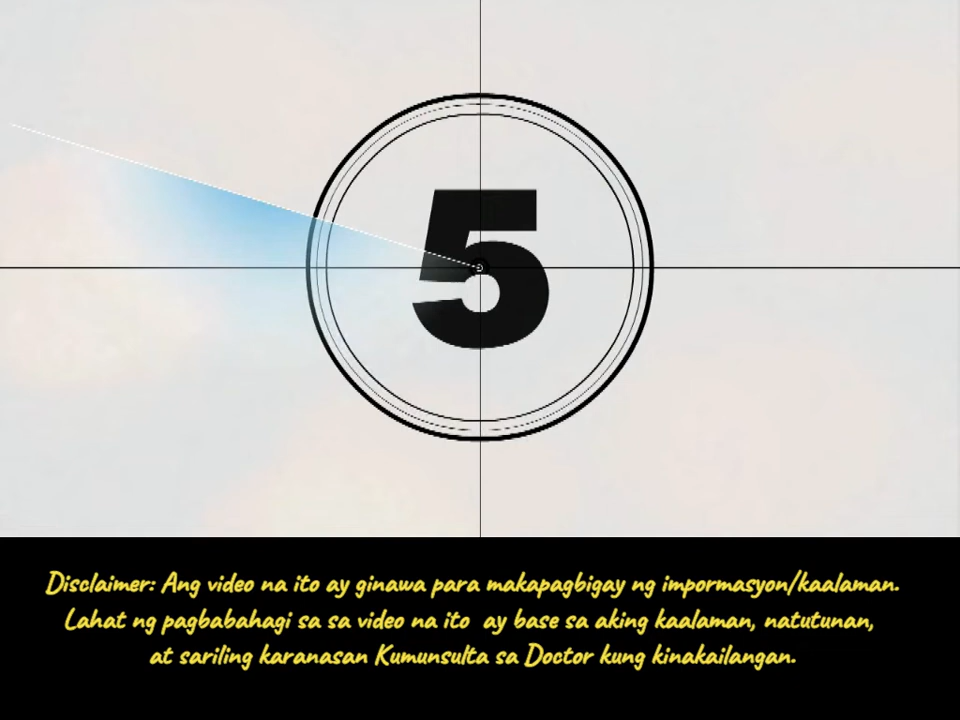 5
Disclaimer: Ang video na ito ay ginawa para makapagbigay ng impormasyon/kaalaman.
Lahat ng pagbabahagi sa sa video na ito ay base sa aking kaalaman, natutunan,
at sariling karanasan Kumunsulta sa Doctor kung kinakailangan.